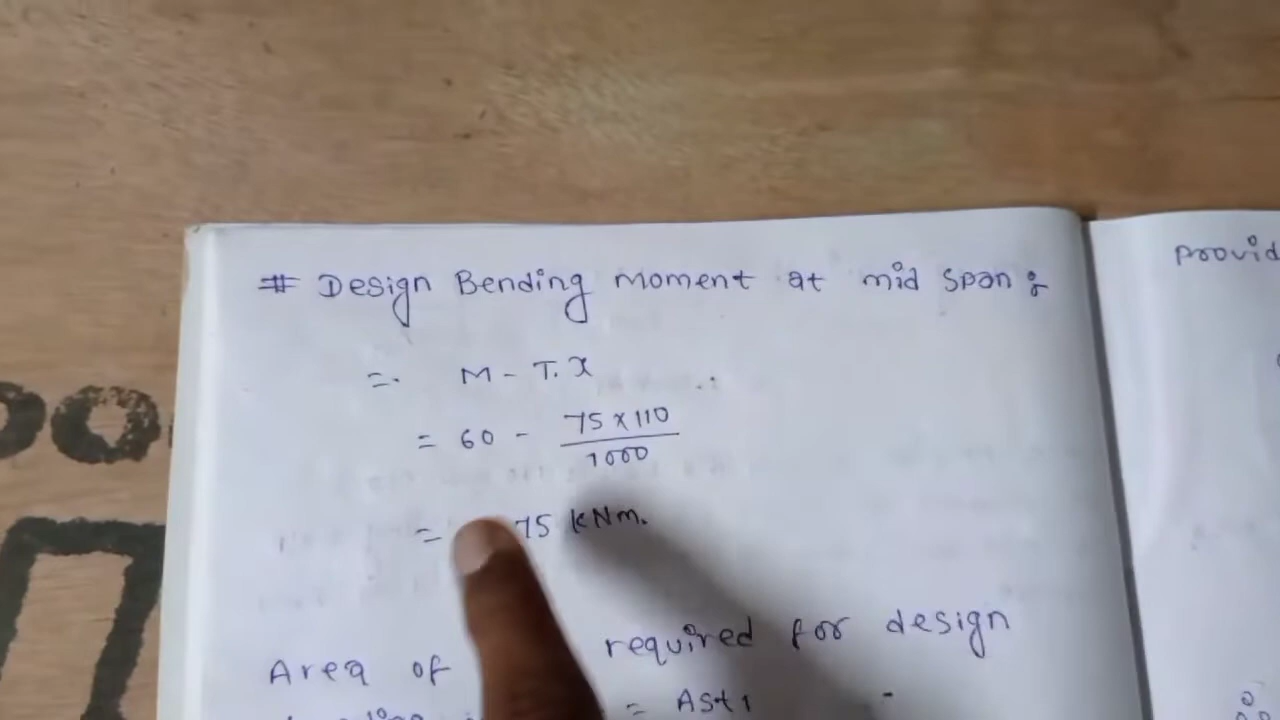 # Design Bending moment at mid span :
=. M - T.x
= 60 - 75 x 110 / 1000
= 75 kNm.
Area of required for design
= Ast1
provid